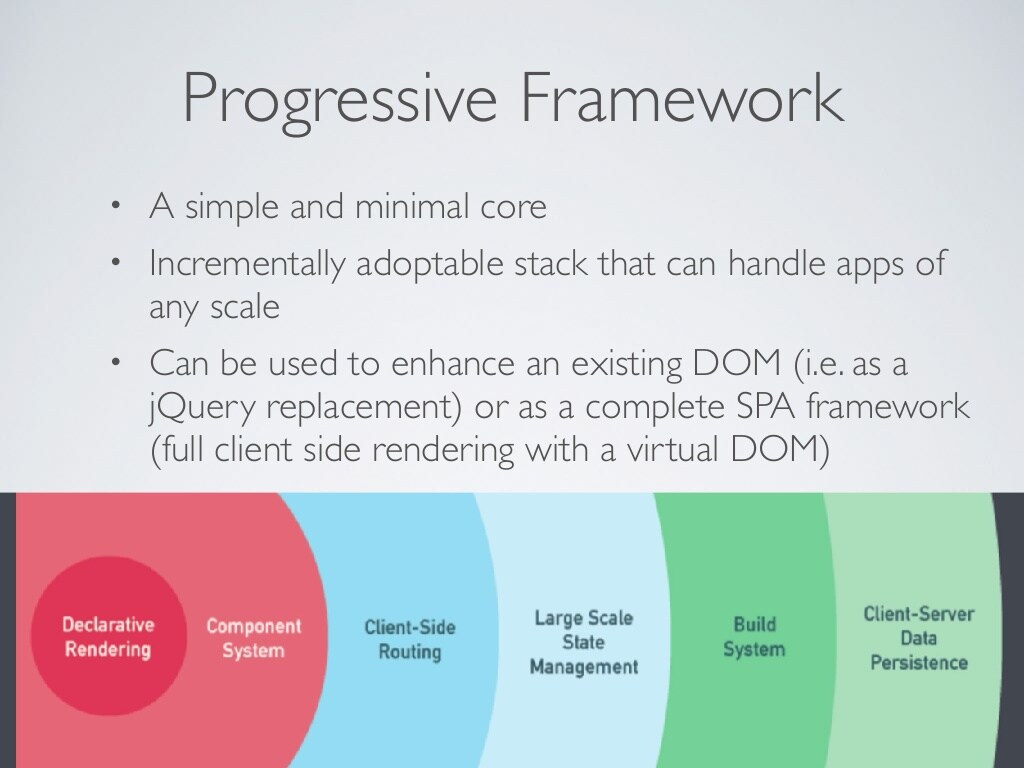 Progressive Framework
• A simple and minimal core
• Incrementally adoptable stack that can handle apps of
any scale
• Can be used to enhance an existing DOM (i.e. as a
jQuery replacement) or as a complete SPA framework
(full client side rendering with a virtual DOM)
Declarative
Rendering
Component
System
Client-Side
Routing
Large Scale
State
Management
Build
System
Client-Server
Data
Persistence